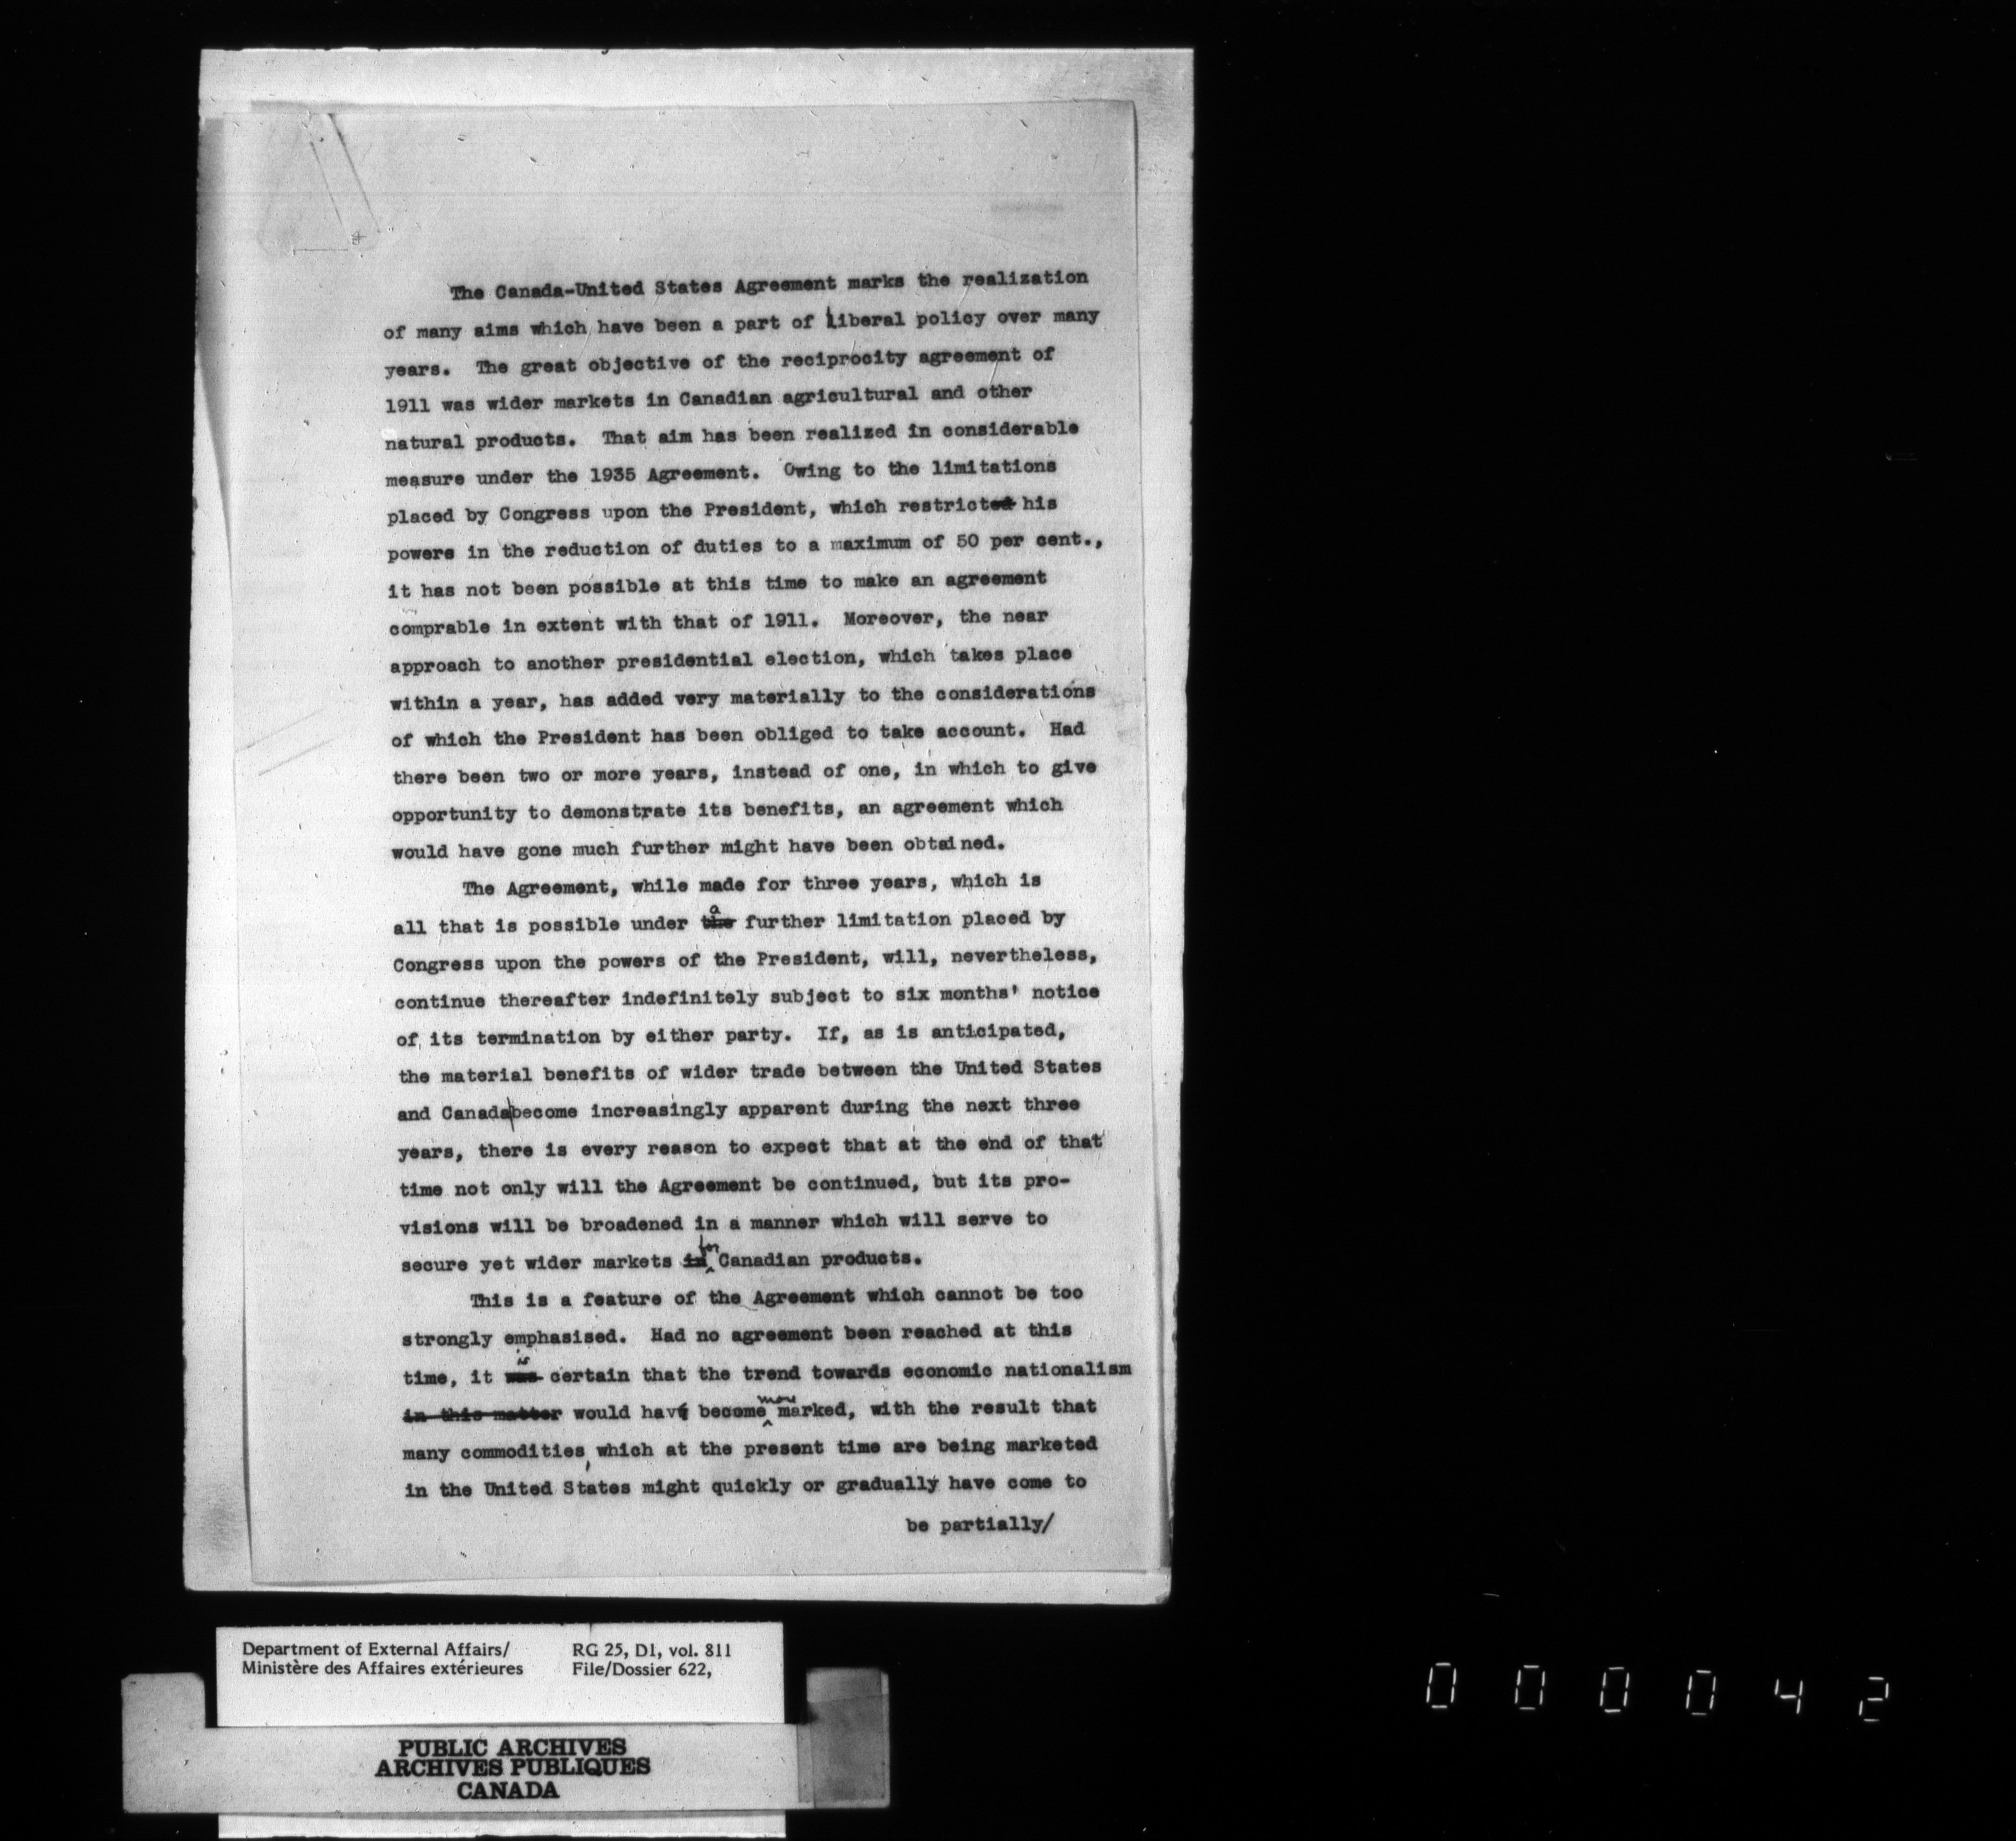 The Canada-United States Agreement marks the realization
of many aims which have been a part of Liberal policy over many
years. The great objective of the reciprocity agreement of
1911 was wider markets in Canadian agricultural and other
natural products. That aim has been realized in considerable
measure under the 1935 Agreement. Owing to the limitations
placed by Congress upon the President, which restricted his
powers in the reduction of duties to a maximum of 50 per cent.,
it has not been possible at this time to make an agreement
comprable in extent with that of 1911. Moreover, the near
approach to another presidential election, which takes place
within a year, has added very materially to the considerations
of which the President has been obliged to take account. Had
there been two or more years, instead of one, in which to give
opportunity to demonstrate its benefits, an agreement which
would have gone much further might have been obtained.
The Agreement, while made for three years, which is
a
all that is possible under the further limitation placed by
Congress upon the powers of the President, will, nevertheless,
continue thereafter indefinitely subject to six months' notice
of its termination by either party. If, as is anticipated,
the material benefits of wider trade between the United States
and Canada become increasingly apparent during the next three
years, there is every reason to expect that at the end of that
time not only will the Agreement be continued, but its pro-
visions will be broadened in a manner which will serve to
for
secure yet wider markets in Canadian products.
This is a feature of the Agreement which cannot be too
strongly emphasised. Had no agreement been reached at this
is
time, it was certain that the trend towards economic nationalism
more
in this matter would have become marked, with the result that
many commodities, which at the present time are being marketed
in the United States might quickly or gradually have come to
be partially/
Department of External Affairs/ RG 25, D1, vol. 811
Ministère des Affaires extérieures File/Dossier 622,
PUBLIC ARCHIVES
ARCHIVES PUBLIQUES
CANADA
0 0 0 0 4 2